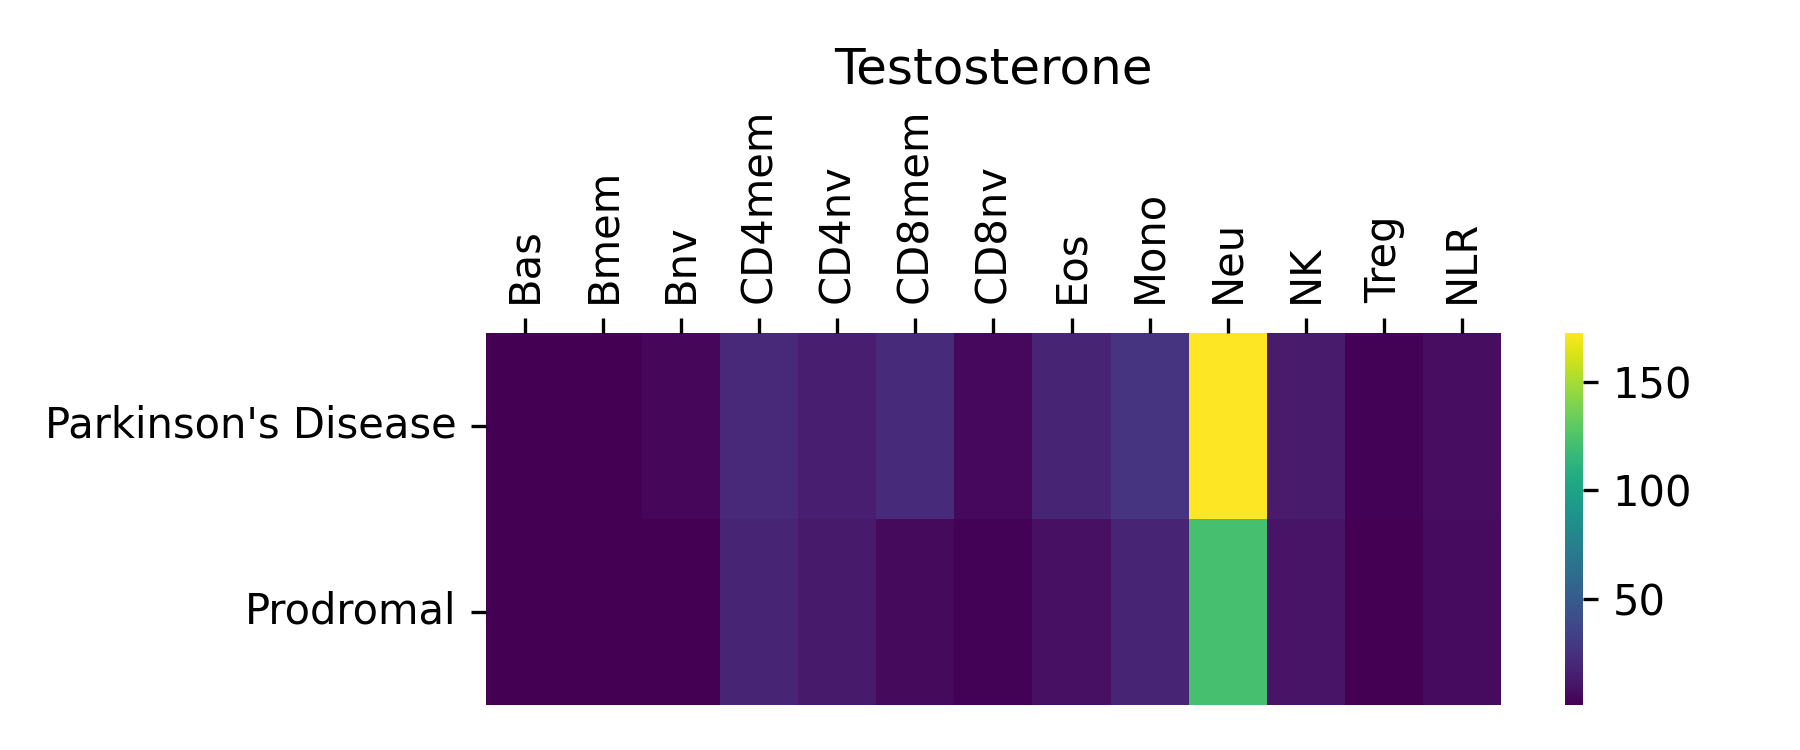 Testosterone
Bas
Bmem
Bnv
CD4mem
CD4nv
CD8mem
CD8nv
Eos
Mono
Neu
NK
Treg
NLR
Parkinson's Disease
Prodromal
150
100
50